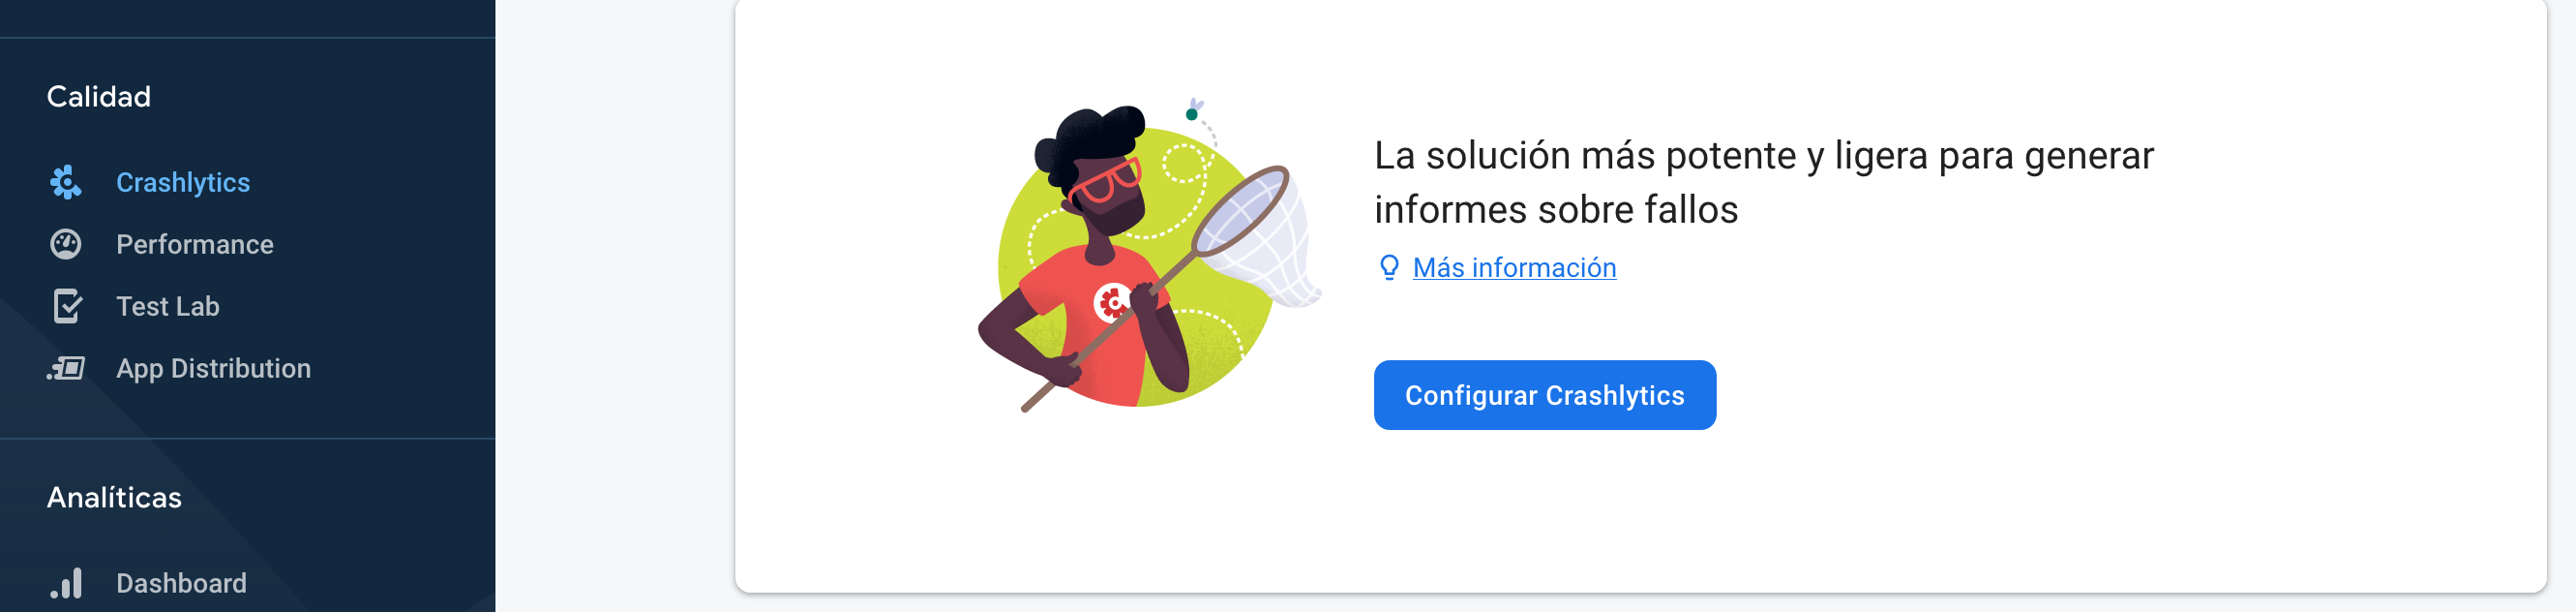 Calidad
Crashlytics
Performance
Test Lab
App Distribution
Analíticas
Dashboard
La solución más potente y ligera para generar
informes sobre fallos
Más información
Configurar Crashlytics